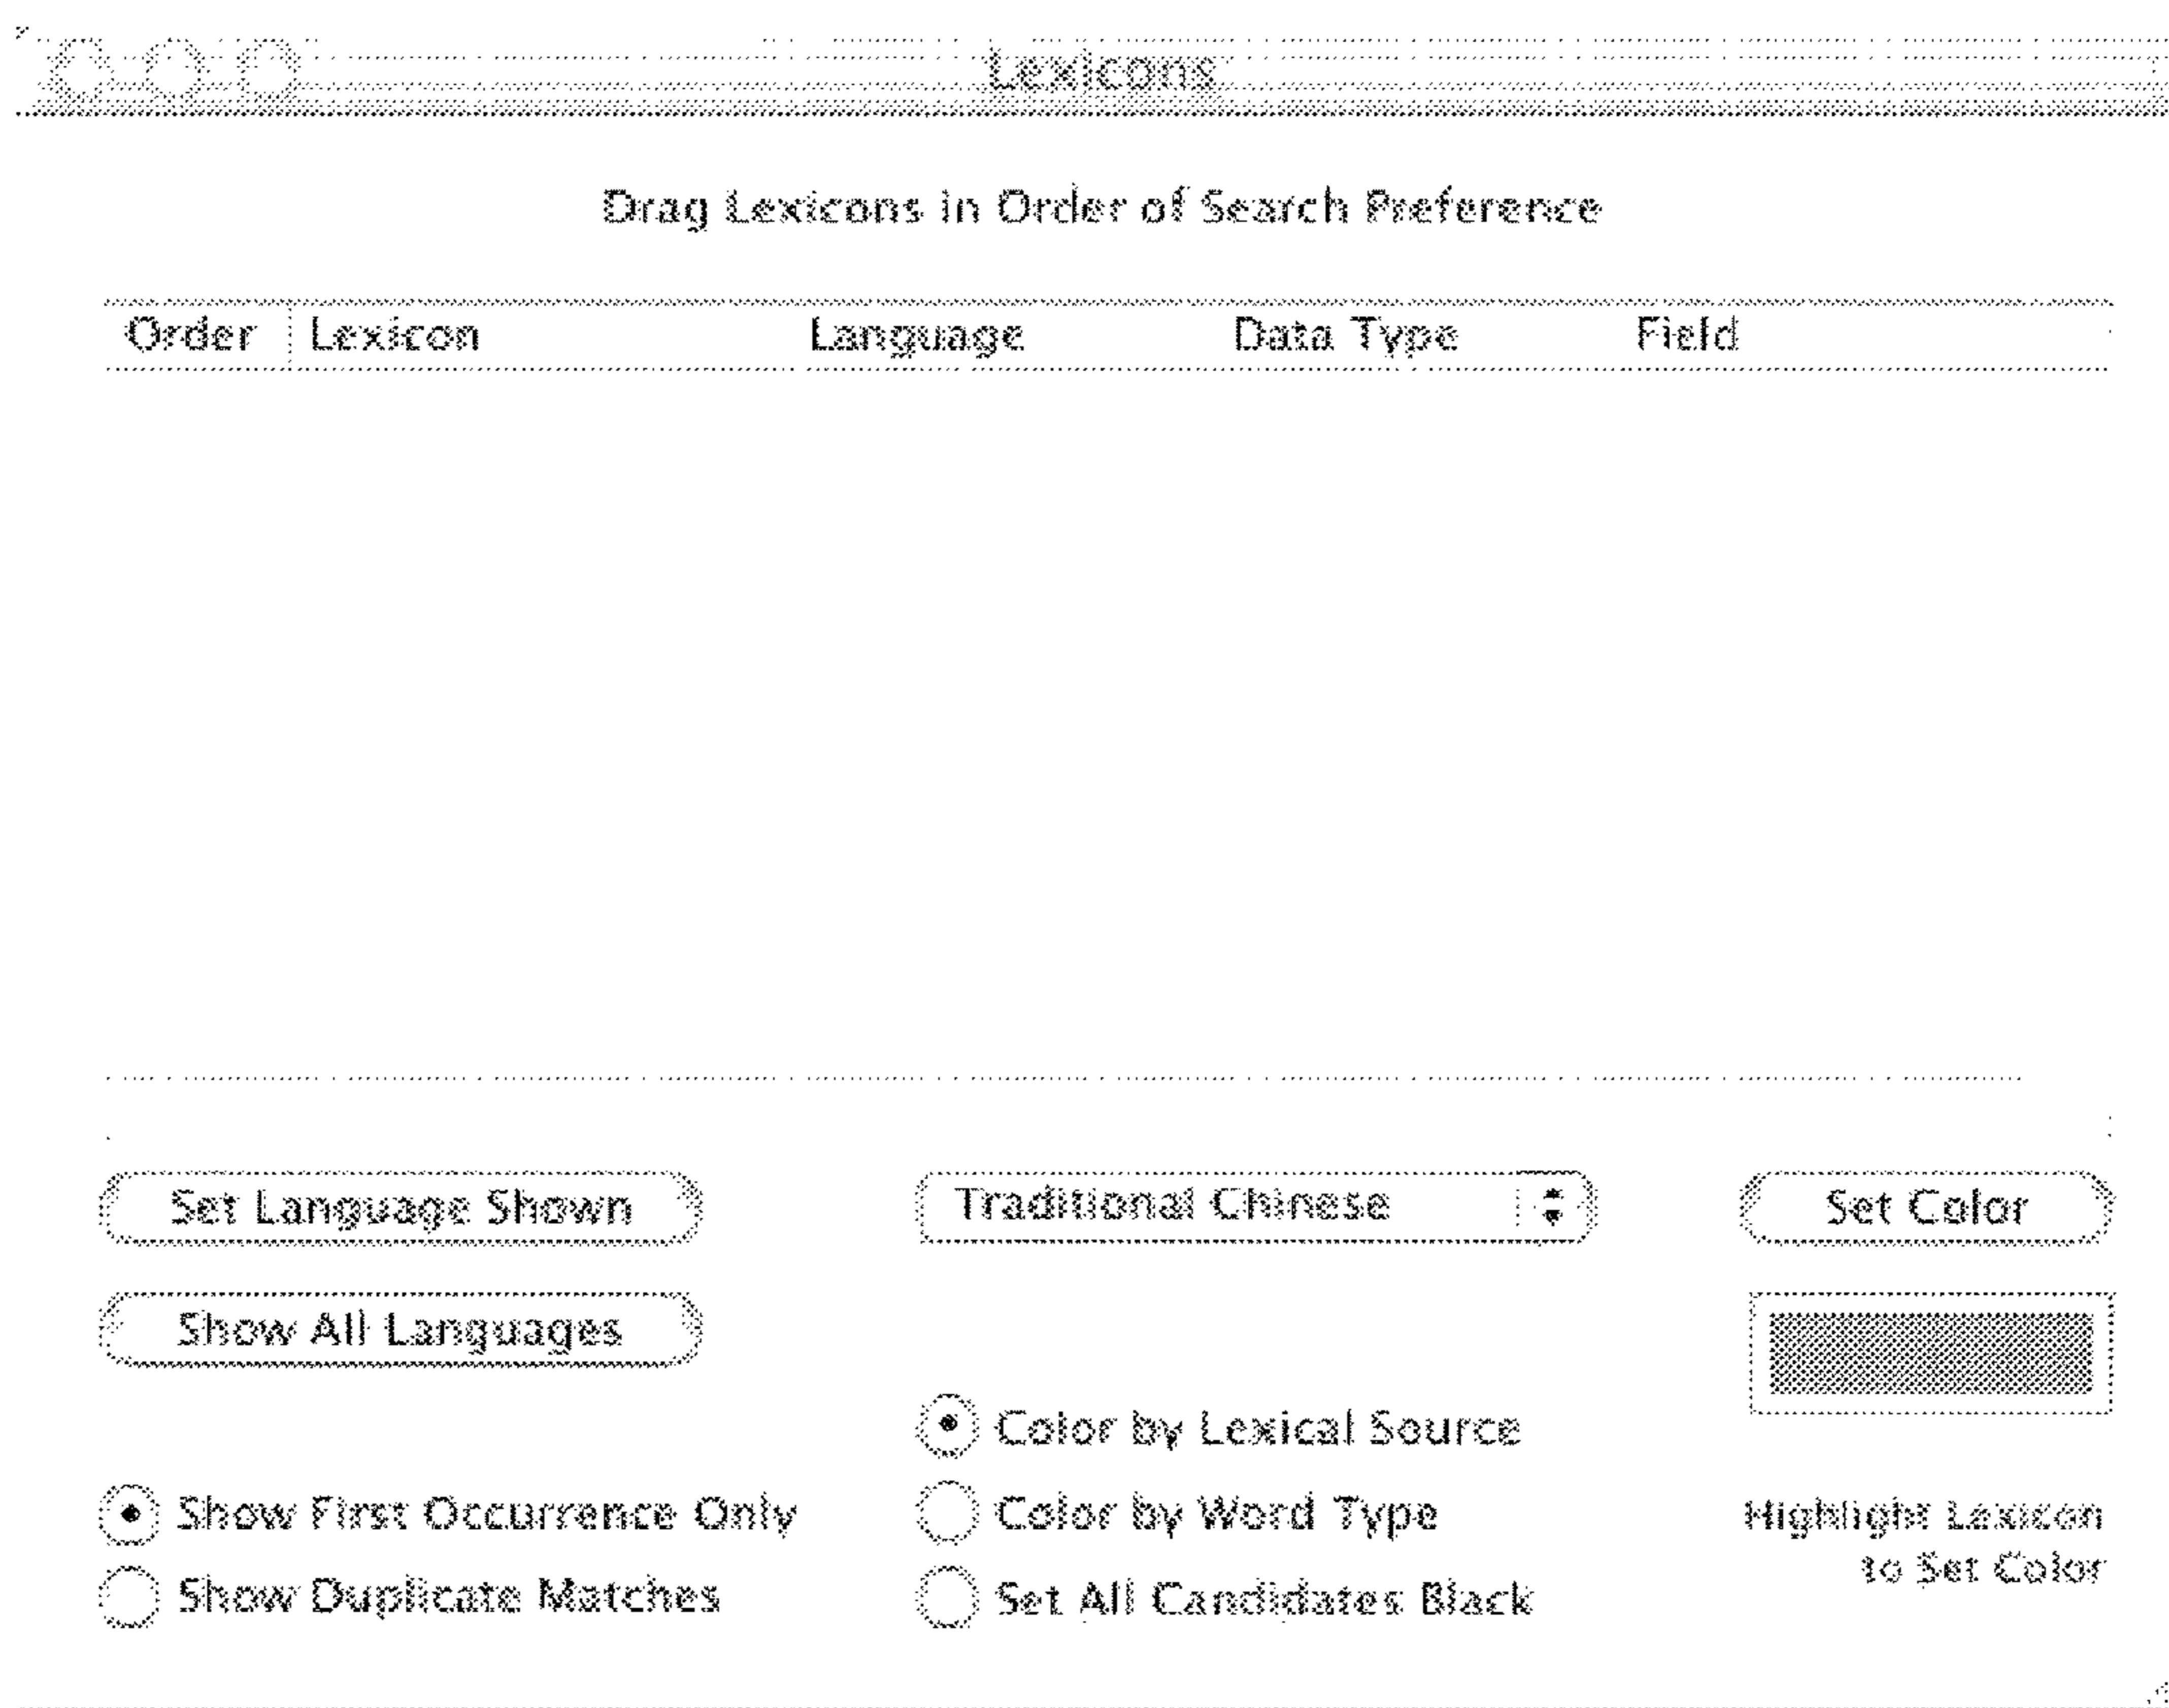 Lexicons
Drag Lexicons in Order of Search Preference
Order Lexicon Language Data Type Field
Set Language Shown Traditional Chinese Set Color
Show All Languages
Color by Lexical Source
Show First Occurrence Only Color by Word Type Highlight Lexicon
to Set Color
Show Duplicate Matches Set All Candidates Black